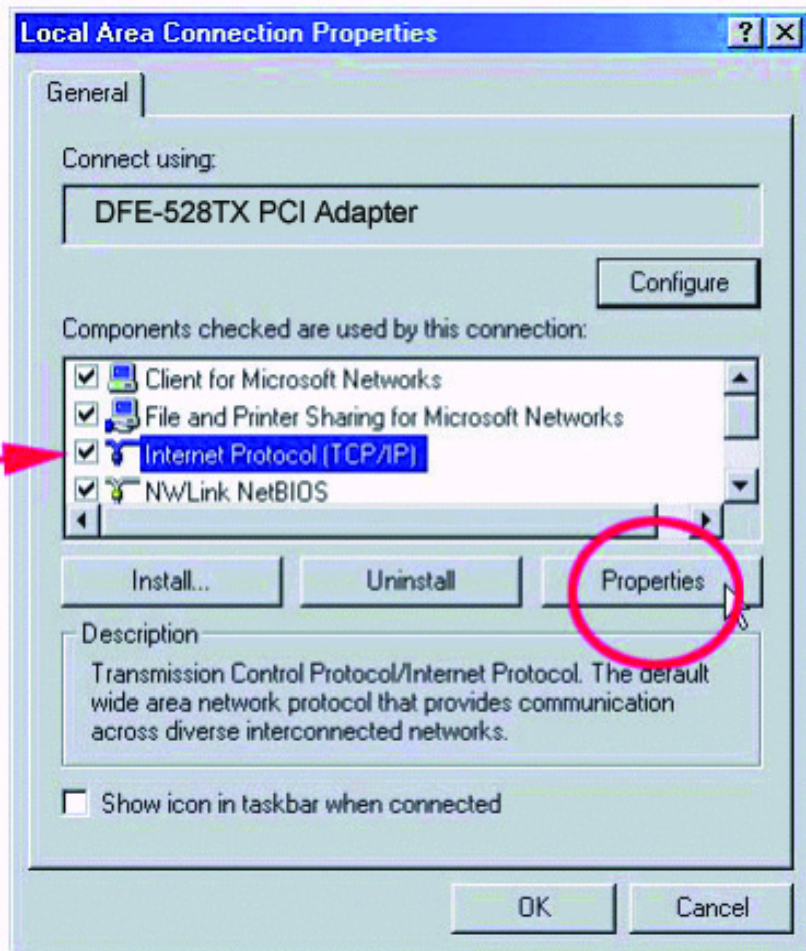 Local Area Connection Properties
General
Connect using:
DFE-528TX PCI Adapter
Configure
Components checked are used by this connection:
Client for Microsoft Networks
File and Printer Sharing for Microsoft Networks
Internet Protocol (TCP/IP)
NWLink NetBIOS
Install... Uninstall Properties
Description
Transmission Control Protocol/Internet Protocol. The default
wide area network protocol that provides communication
across diverse interconnected networks.
Show icon in taskbar when connected
OK Cancel